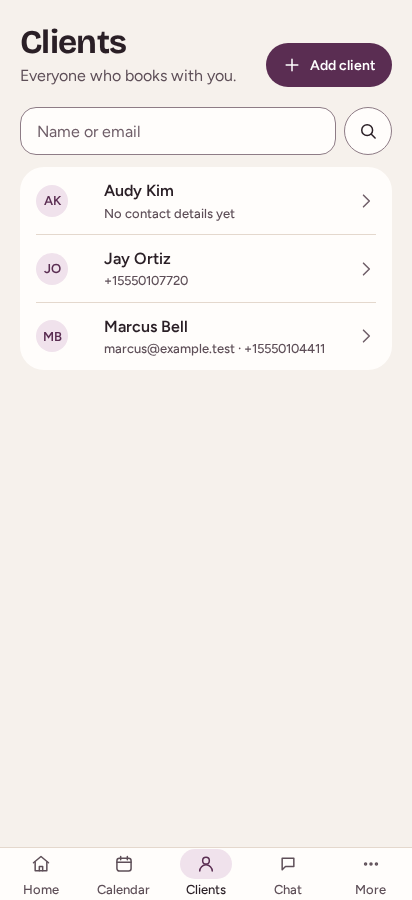 Clients
Everyone who books with you.
Add client
Name or email
AK
Audy Kim
No contact details yet
JO
Jay Ortiz
+15550107720
MB
Marcus Bell
marcus@example.test · +15550104411
Home
Calendar
Clients
Chat
More